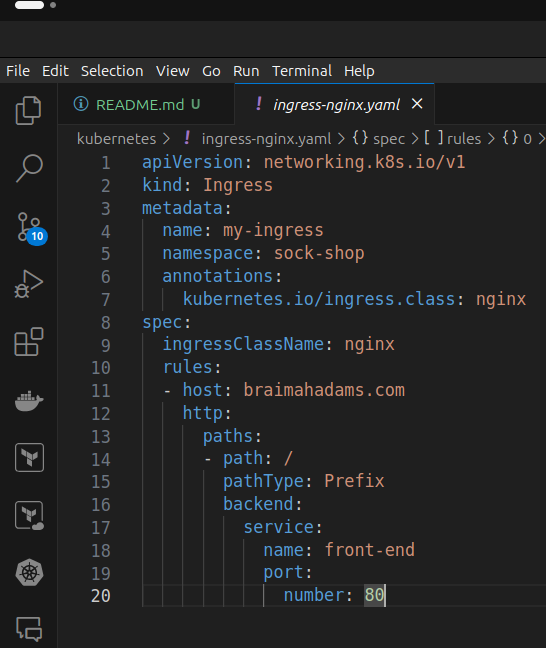 File Edit Selection View Go Run Terminal Help
README.md U
! ingress-nginx.yaml ×
kubernetes > ! ingress-nginx.yaml > {} spec > [ ] rules > {} 0 >
1 apiVersion: networking.k8s.io/v1
2 kind: Ingress
3 metadata:
4   name: my-ingress
5   namespace: sock-shop
6   annotations:
7     kubernetes.io/ingress.class: nginx
8 spec:
9   ingressClassName: nginx
10   rules:
11   - host: braimahadams.com
12     http:
13       paths:
14       - path: /
15         pathType: Prefix
16         backend:
17           service:
18             name: front-end
19             port:
20               number: 80
10